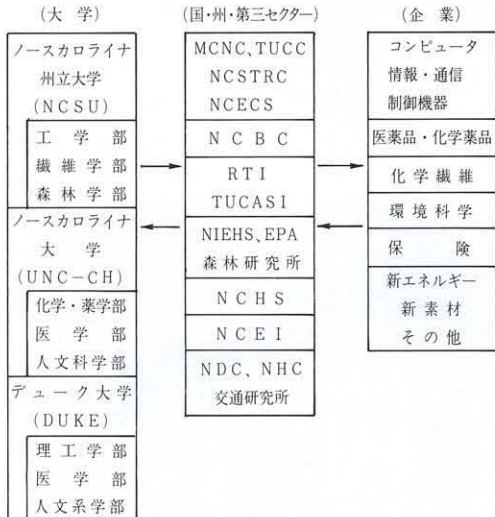 (大学)
ノースカロライナ
州立大学
(NCSU)
工学部
繊維学部
森林学部
ノースカロライナ
大学
(UNC-CH)
化学・薬学部
医学部
人文科学部
デューク大学
(DUKE)
理工学部
医学部
人文系学部
(国・州・第三セクター)
MCNC、TUCC
NCSTRC
NCECS
NCBC
RTI
TUCASI
NIEHS、EPA
森林研究所
NCHS
NCEI
NDC、NHC
交通研究所
(企業)
コンピュータ
情報・通信
制御機器
医薬品・化学薬品
化学繊維
環境科学
保険
新エネルギー
新素材
その他